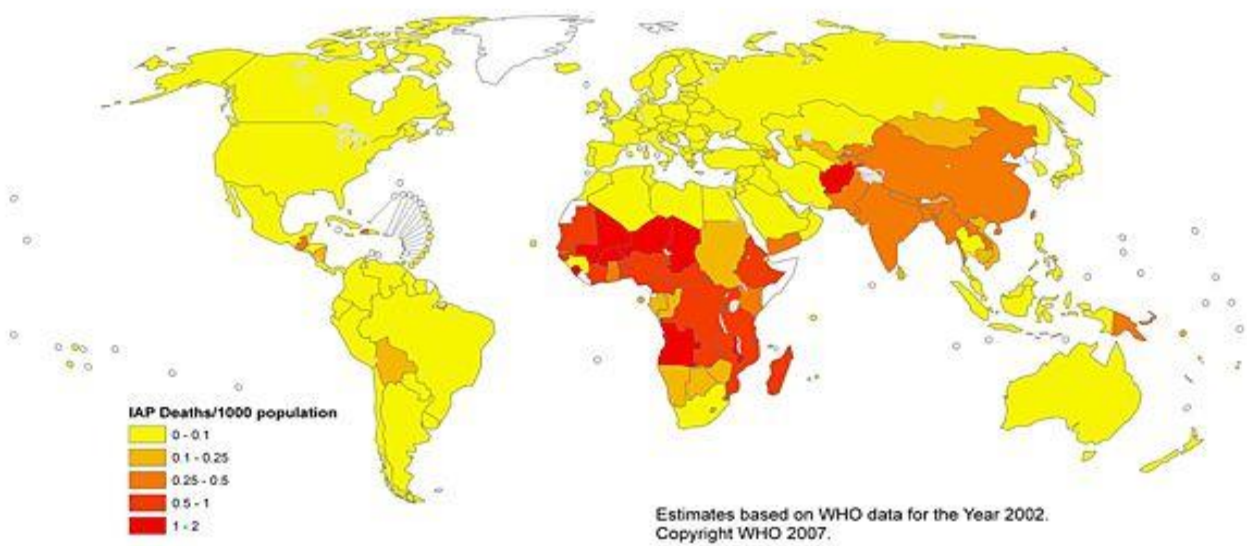 IAP Deaths/1000 population
0 - 0.1
0.1 - 0.25
0.25 - 0.5
0.5 - 1
1 - 2
Estimates based on WHO data for the Year 2002.
Copyright WHO 2007.